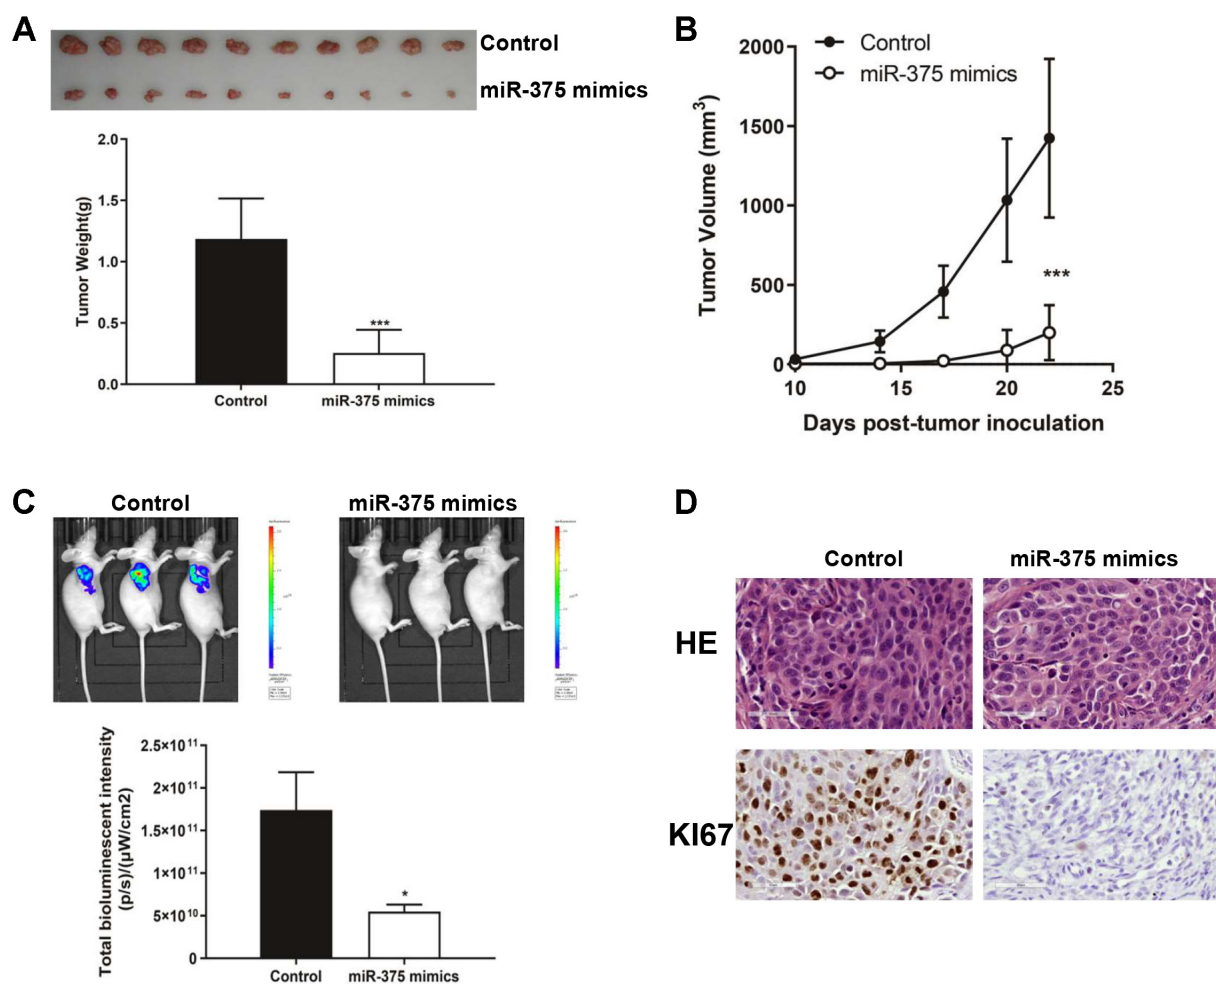 A
Control
miR-375 mimics
2.0
1.5
1.0
0.5
0.0
Tumor Weight(g)
***
Control
miR-375 mimics
B
Control
miR-375 mimics
2000
1500
1000
500
0
Tumor Volume (mm³)
***
10
15
20
25
Days post-tumor inoculation
C
Control
miR-375 mimics
2.5×10¹¹
2×10¹¹
1.5×10¹¹
1×10¹¹
5×10¹⁰
0
Total bioluminescent intensity
(p/s)/(μW/cm2)
*
Control
miR-375 mimics
D
Control
miR-375 mimics
HE
KI67